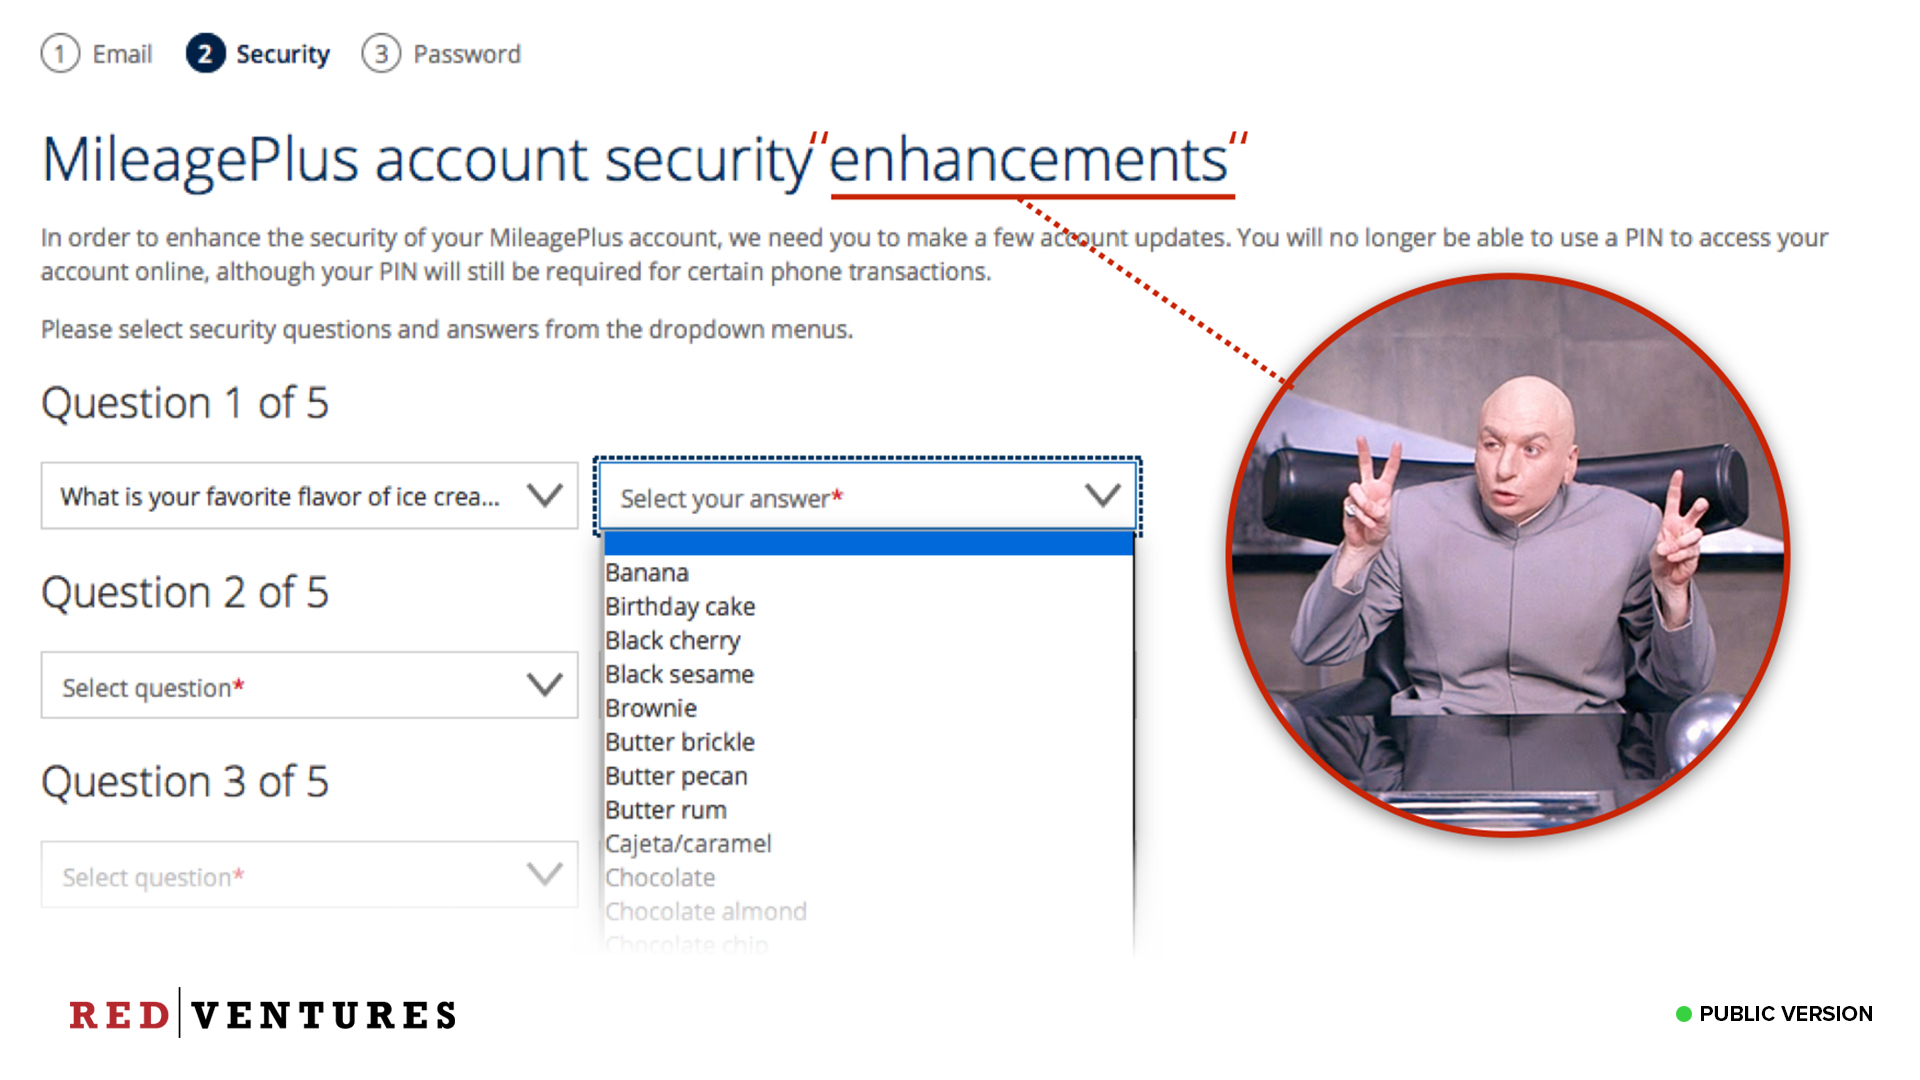 1 Email 2 Security 3 Password
MileagePlus account security “enhancements“
In order to enhance the security of your MileagePlus account, we need you to make a few account updates. You will no longer be able to use a PIN to access your
account online, although your PIN will still be required for certain phone transactions.
Please select security questions and answers from the dropdown menus.
Question 1 of 5
What is your favorite flavor of ice crea...
Select your answer*
Banana
Birthday cake
Black cherry
Black sesame
Brownie
Butter brickle
Butter pecan
Butter rum
Cajeta/caramel
Chocolate
Chocolate almond
Chocolate chip
Question 2 of 5
Select question*
Question 3 of 5
Select question*
RED|VENTURES
PUBLIC VERSION